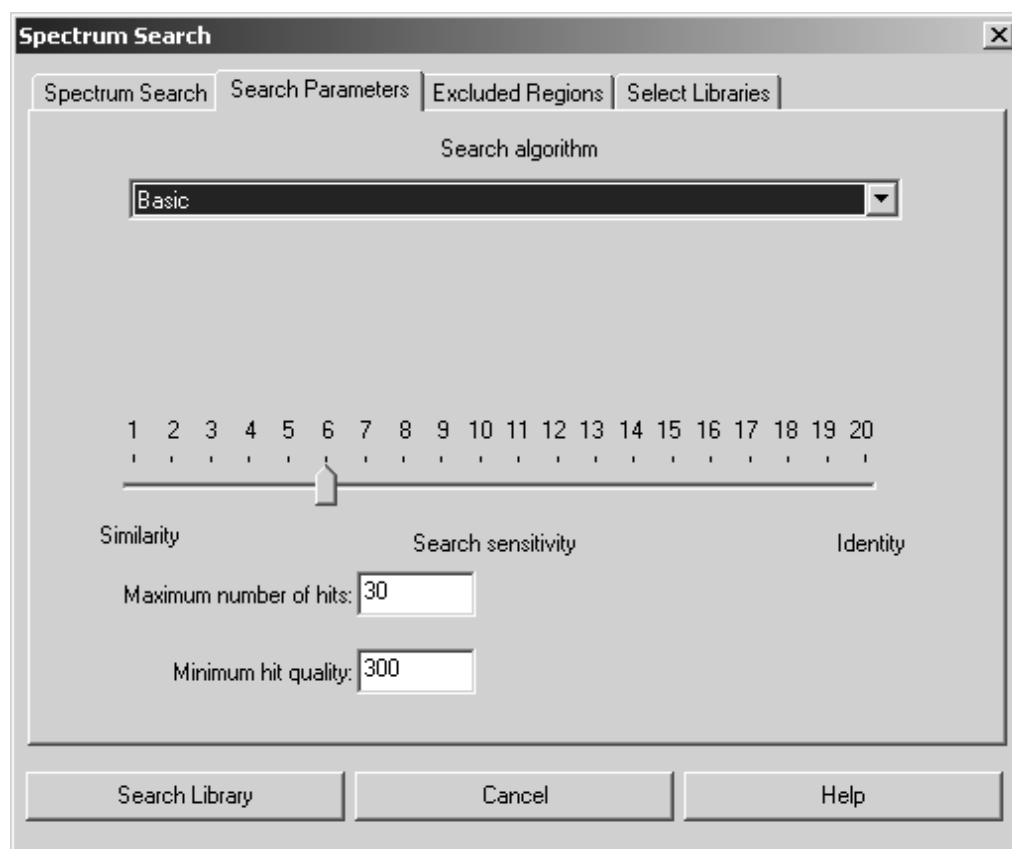 Spectrum Search
Spectrum Search Search Parameters Excluded Regions Select Libraries
Search algorithm
Basic
1 2 3 4 5 6 7 8 9 10 11 12 13 14 15 16 17 18 19 20
Similarity Search sensitivity Identity
Maximum number of hits: 30
Minimum hit quality: 300
Search Library Cancel Help